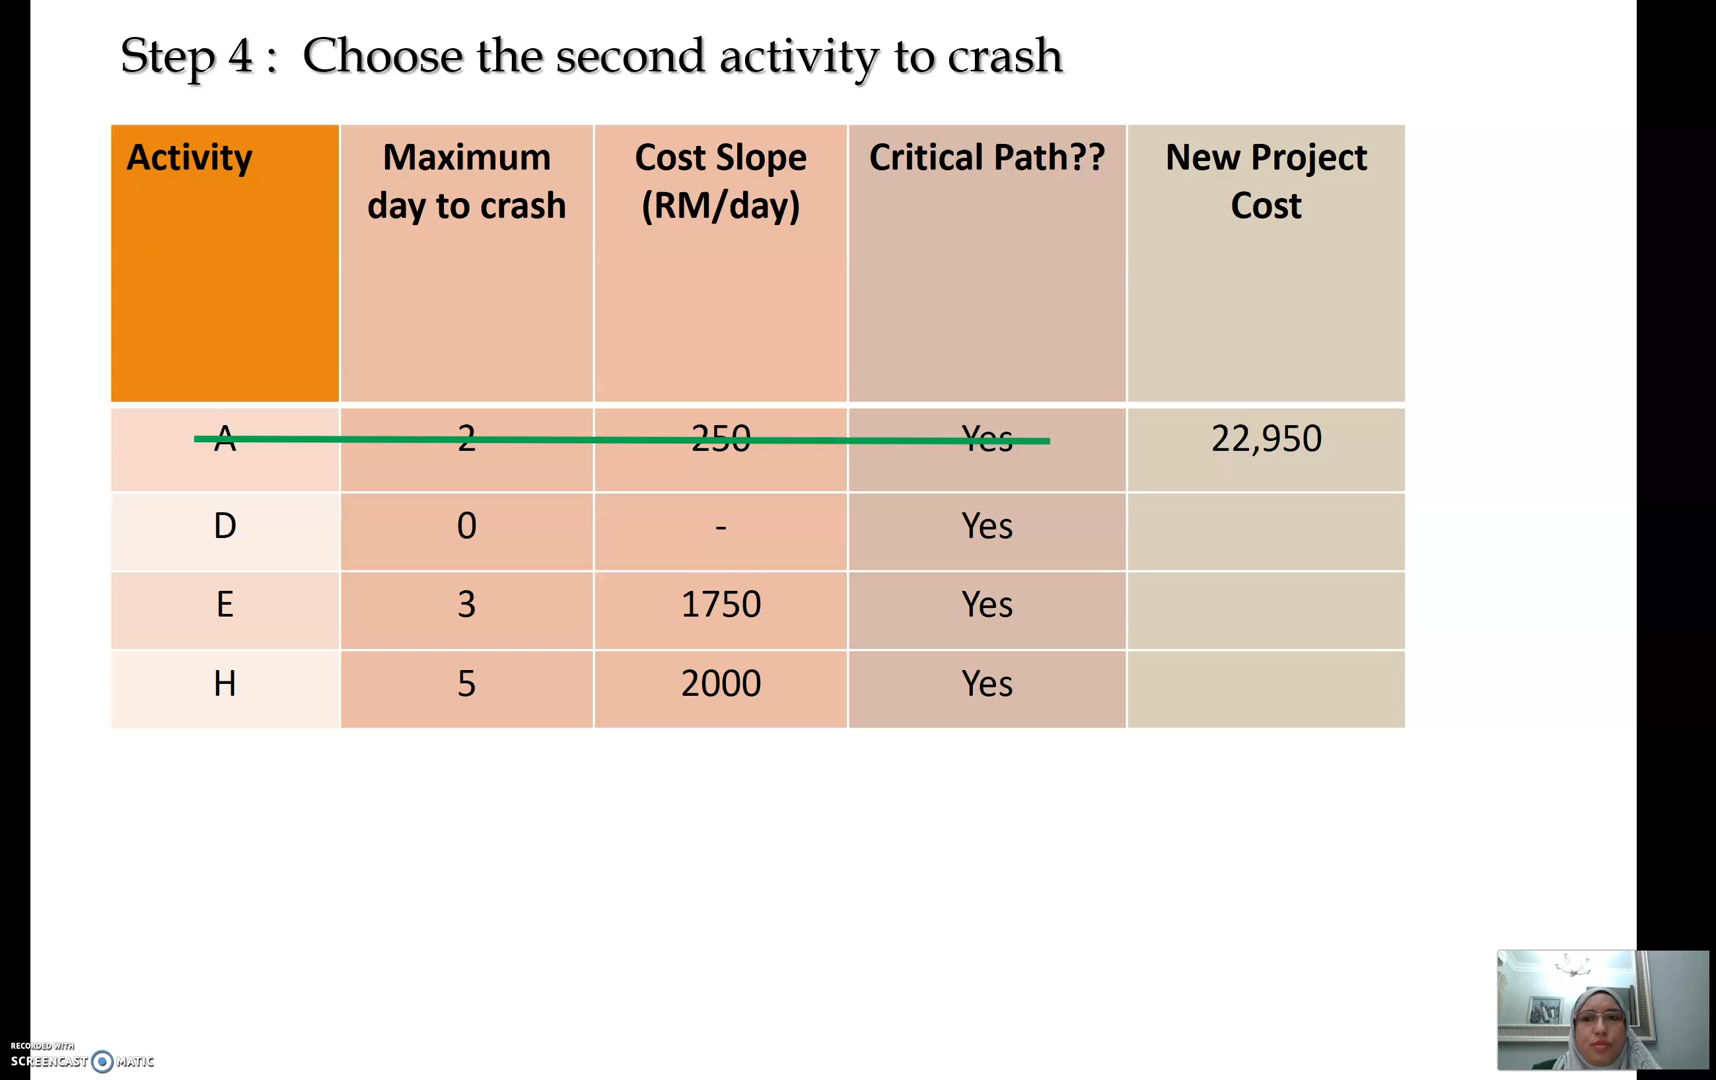 Step 4 :  Choose the second activity to crash
Activity
Maximum
day to crash
Cost Slope
(RM/day)
Critical Path??
New Project
Cost
A 2 250 Yes 22,950
D 0 - Yes
E 3 1750 Yes
H 5 2000 Yes
RECORDED WITH
SCREENCAST MATIC